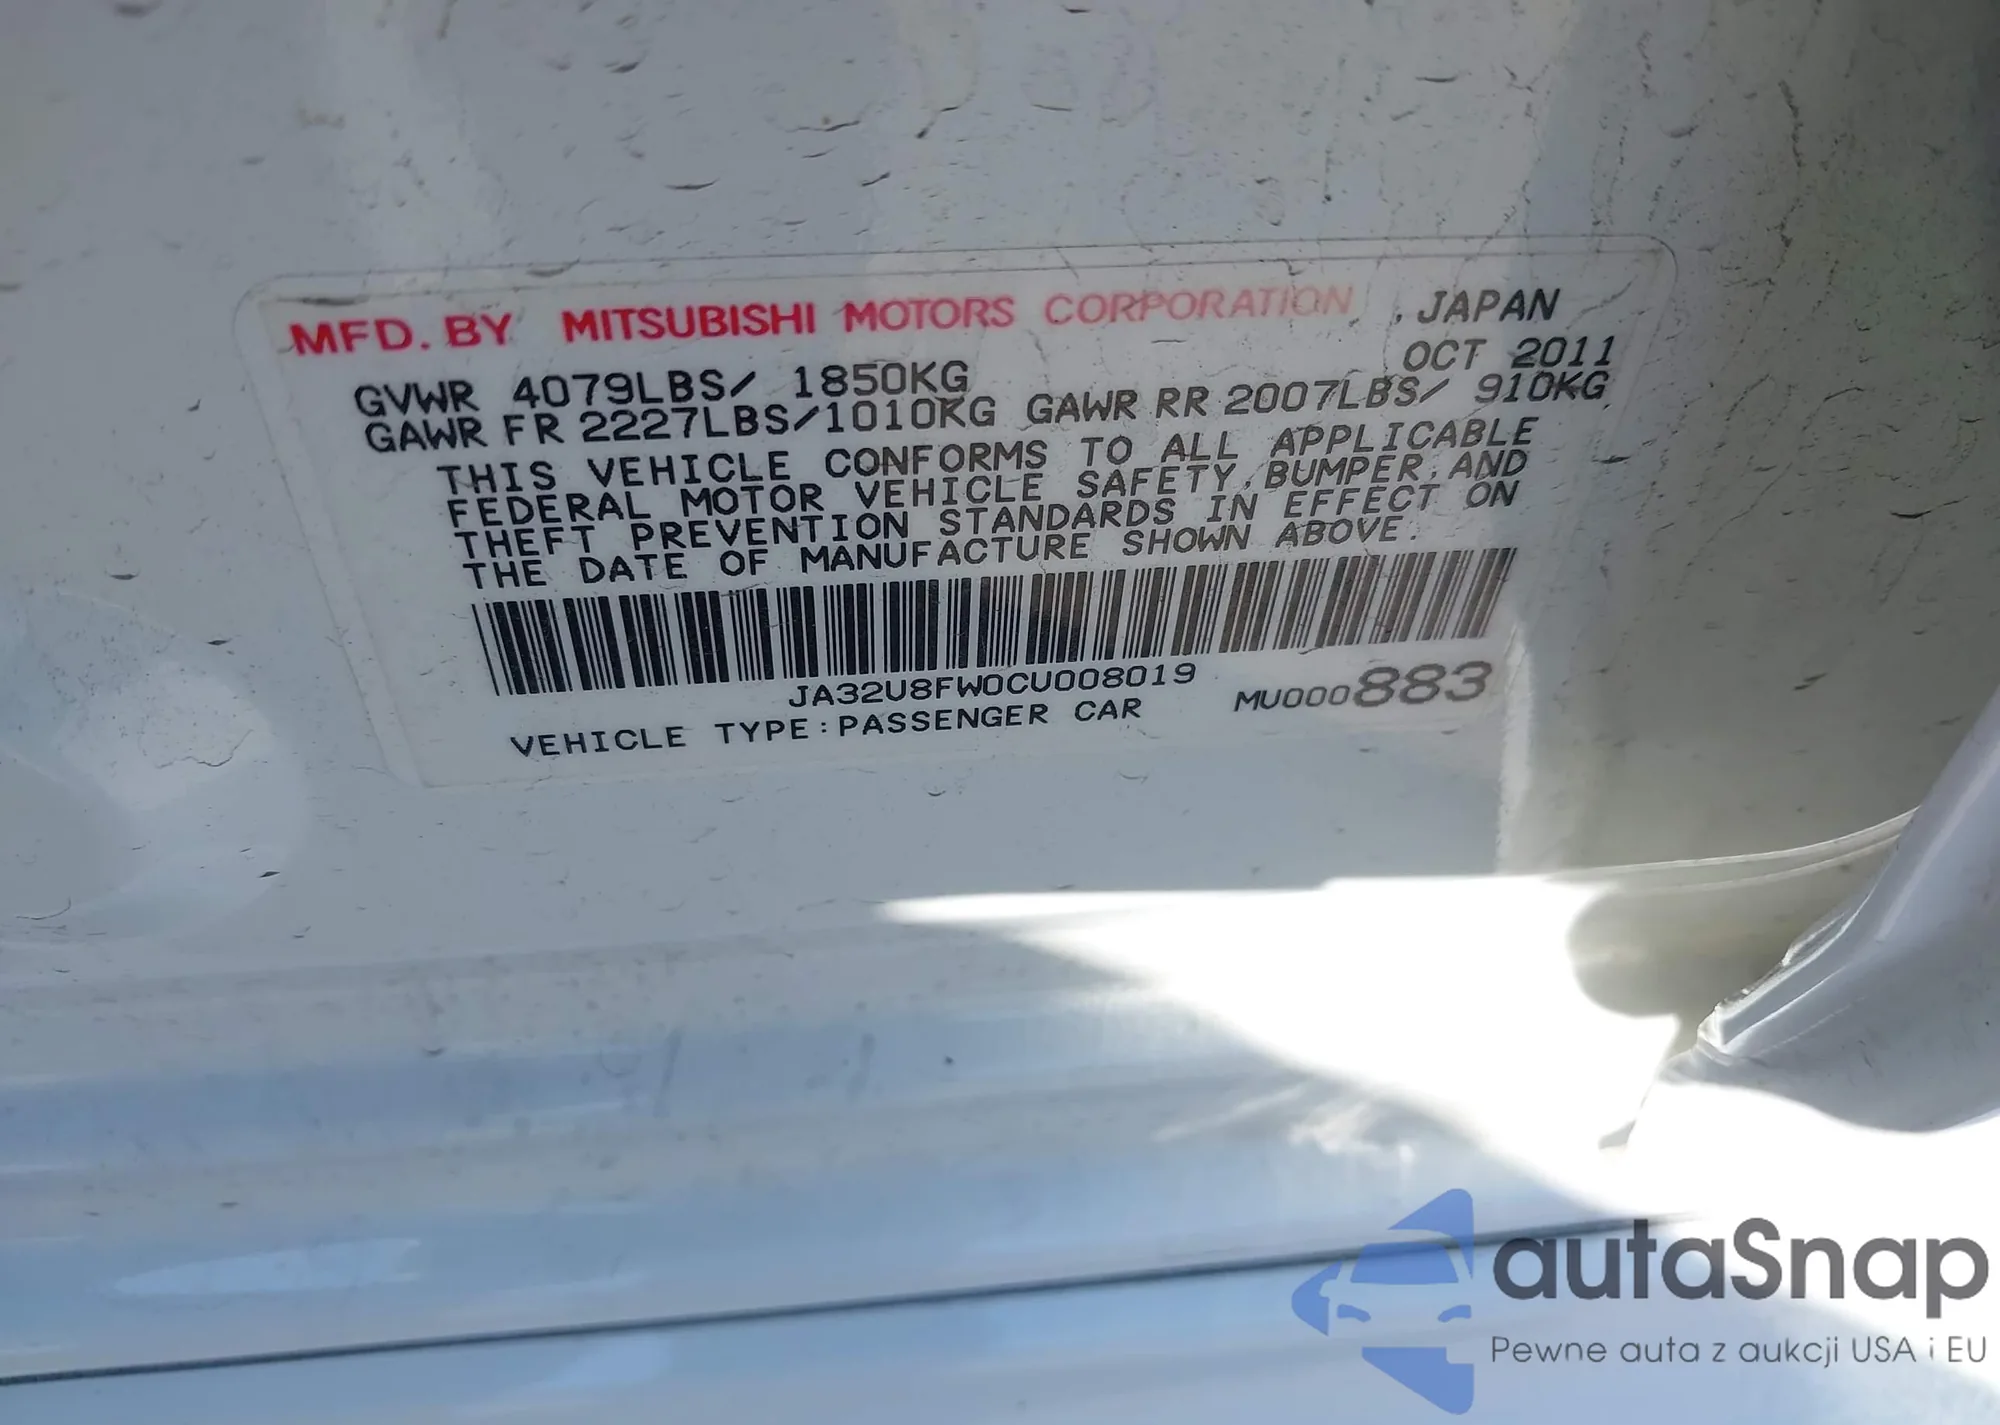 MFD. BY MITSUBISHI MOTORS CORPORATION , JAPAN
OCT 2011
GVWR 4079LBS/ 1850KG
GAWR FR 2227LBS/1010KG GAWR RR 2007LBS/ 910KG
THIS VEHICLE CONFORMS TO ALL APPLICABLE
FEDERAL MOTOR VEHICLE SAFETY, BUMPER, AND
THEFT PREVENTION STANDARDS IN EFFECT ON
THE DATE OF MANUFACTURE SHOWN ABOVE.
JA32U8FW0CU008019
MU000883
VEHICLE TYPE:PASSENGER CAR
autaSnap
Pewne auta z aukcji USA i EU